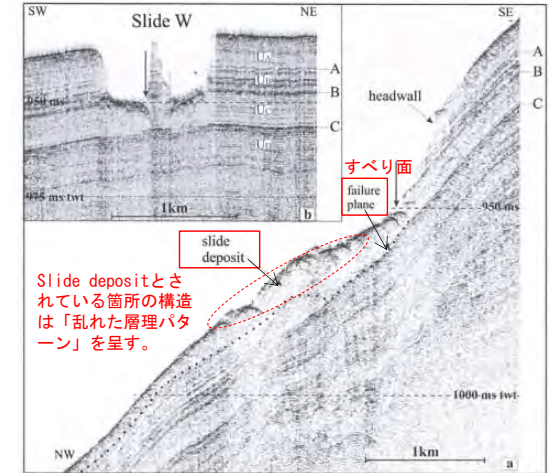 SW
Slide W
NE
SE
A
B
C
950 ms
975 ms twt
1km
b
A
B
C
headwall
すべり面
failure
plane
950 ms
slide
deposit
Slide depositとさ
れている箇所の構造
は「乱れた層理パタ
ーン」を呈す。
1000 ms twt
NW
1km
a